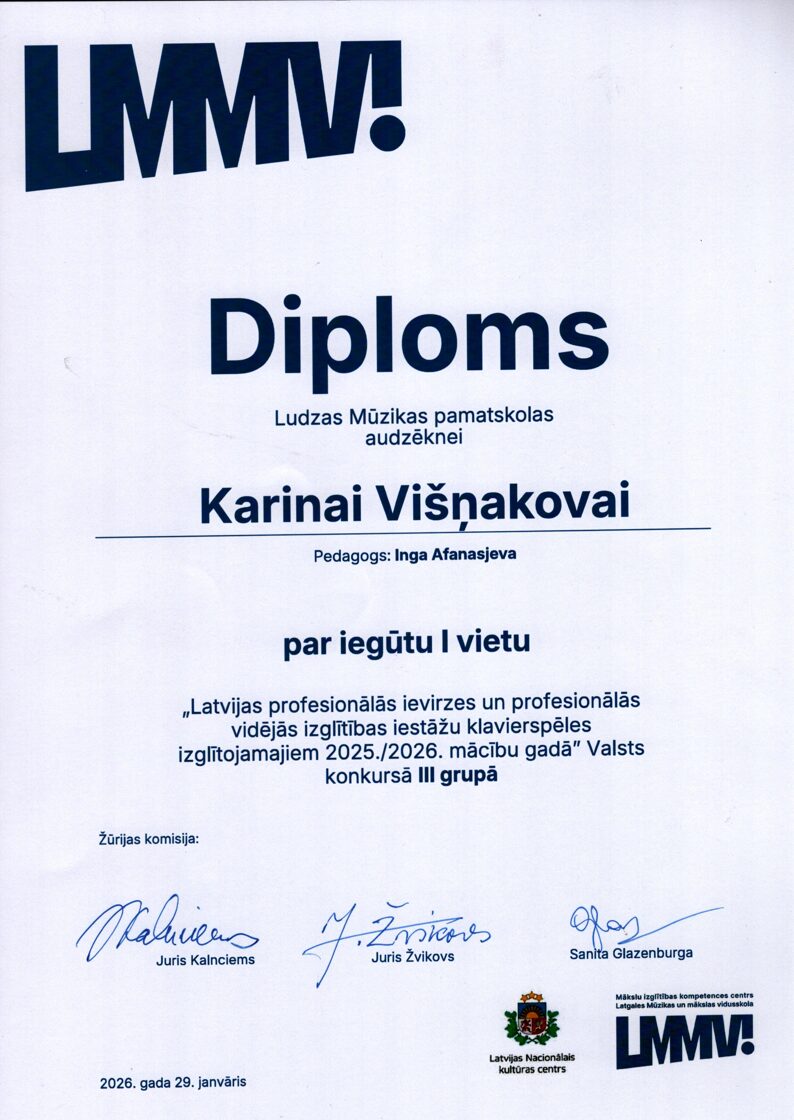 LMMV!
Diploms
Ludzas Mūzikas pamatskolas
audzēknei
Karinai Višņakovai
Pedagogs: Inga Afanasjeva
par iegūtu I vietu
„Latvijas profesionālās ievirzes un profesionālās
vidējās izglītības iestāžu klavierspēles
izglītojamajiem 2025./2026. mācību gadā” Valsts
konkursā III grupā
Žūrijas komisija:
Juris Kalnciems
J. Žvikovs
Juris Žvikovs
Sanita Glazenburga
Latvijas Nacionālais
kultūras centrs
Mākslu izglītības kompetences centrs
Latgales Mūzikas un mākslas vidusskola
LMMV!
2026. gada 29. janvāris